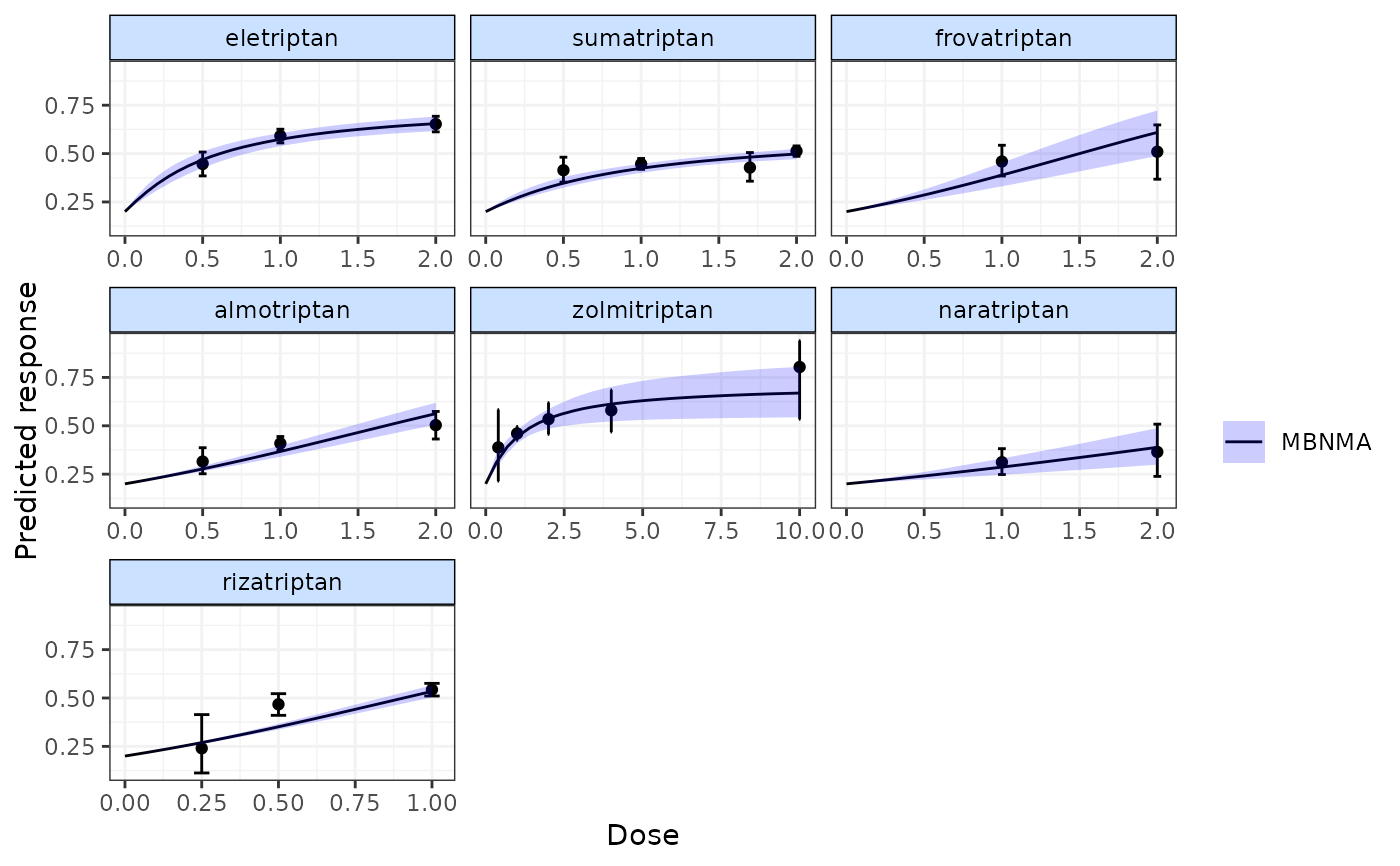 eletriptan sumatriptan frovatriptan
0.75
0.50
0.25
0.0 0.5 1.0 1.5 2.0 0.0 0.5 1.0 1.5 2.0 0.0 0.5 1.0 1.5 2.0
almotriptan zolmitriptan naratriptan
0.75
0.50
0.25
0.0 0.5 1.0 1.5 2.0 0.0 2.5 5.0 7.5 10.0 0.0 0.5 1.0 1.5 2.0
rizatriptan
0.75
0.50
0.25
0.00 0.25 0.50 0.75 1.00
Dose
Predicted response
MBNMA